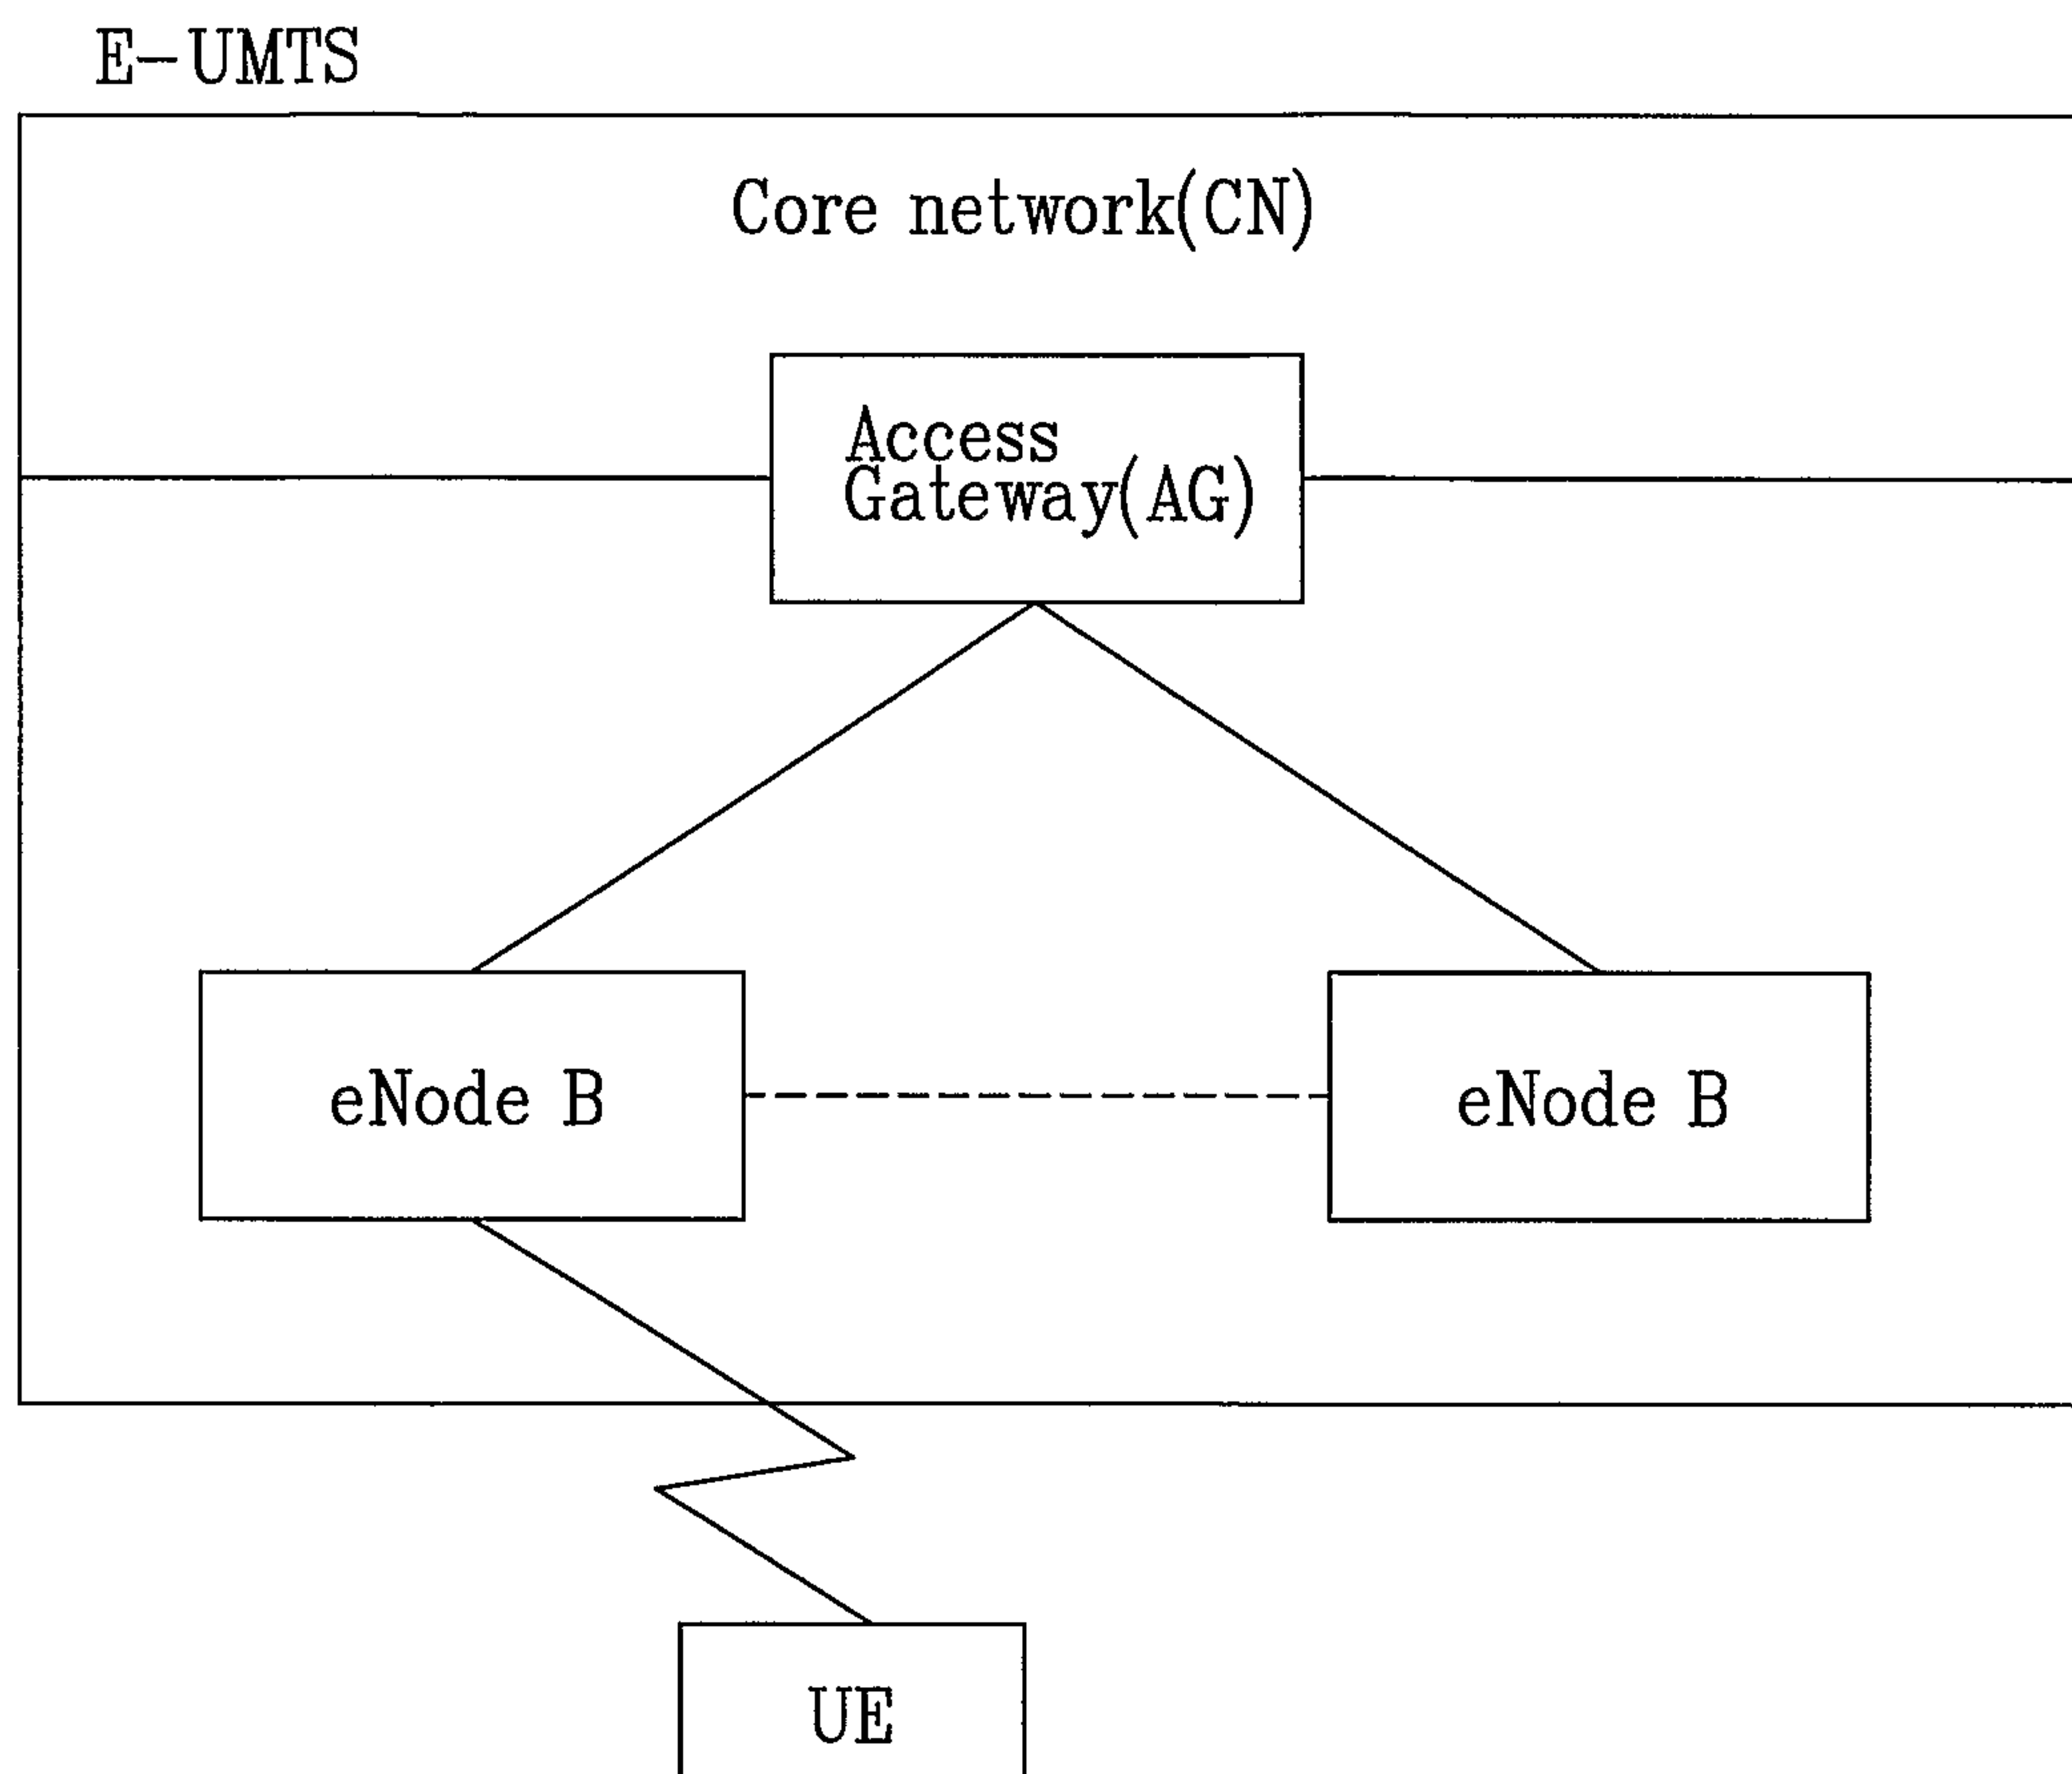 E-UMTS
Core network(CN)
Access
Gateway(AG)
eNode B
eNode B
UE